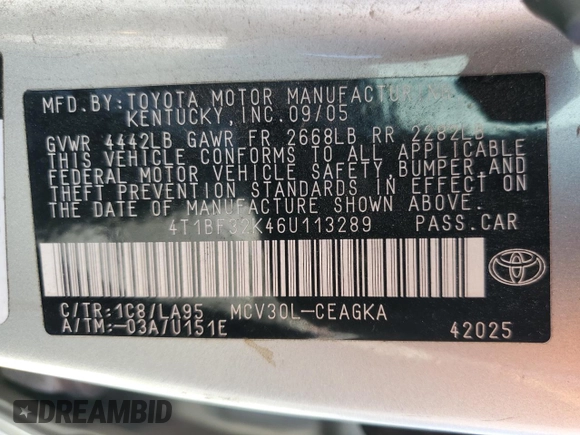 MFD.BY:TOYOTA MOTOR MANUFACTURING
KENTUCKY,INC.09/05
GVWR 4442LB GAWR FR 2668LB RR 2282LB
THIS VEHICLE CONFORMS TO ALL APPLICABLE
FEDERAL MOTOR VEHICLE SAFETY,BUMPER,AND
THEFT PREVENTION STANDARDS IN EFFECT ON
THE DATE OF MANUFACTURE SHOWN ABOVE.
4T1BF32K46U113289 PASS.CAR
C/TR:1C8/LA95 MCV30L-CEAGKA
A/TM:-03A/U151E 42025
DREAMBID